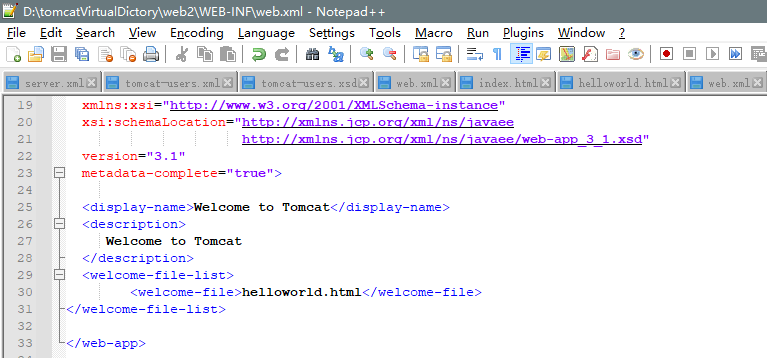 D:\tomcatVirtualDictory\web2\WEB-INF\web.xml - Notepad++
File Edit Search View Encoding Language Settings Tools Macro Run Plugins Window ?
server.xml tomcat-users.xml tomcat-users.xsd web.xml index.html helloworld.html web.xml
19 xmlns:xsi="http://www.w3.org/2001/XMLSchema-instance"
20 xsi:schemaLocation="http://xmlns.jcp.org/xml/ns/javaee
21 http://xmlns.jcp.org/xml/ns/javaee/web-app_3_1.xsd"
22 version="3.1"
23 metadata-complete="true">
24
25 <display-name>Welcome to Tomcat</display-name>
26 <description>
27 Welcome to Tomcat
28 </description>
29 <welcome-file-list>
30 <welcome-file>helloworld.html</welcome-file>
31 </welcome-file-list>
32
33 </web-app>